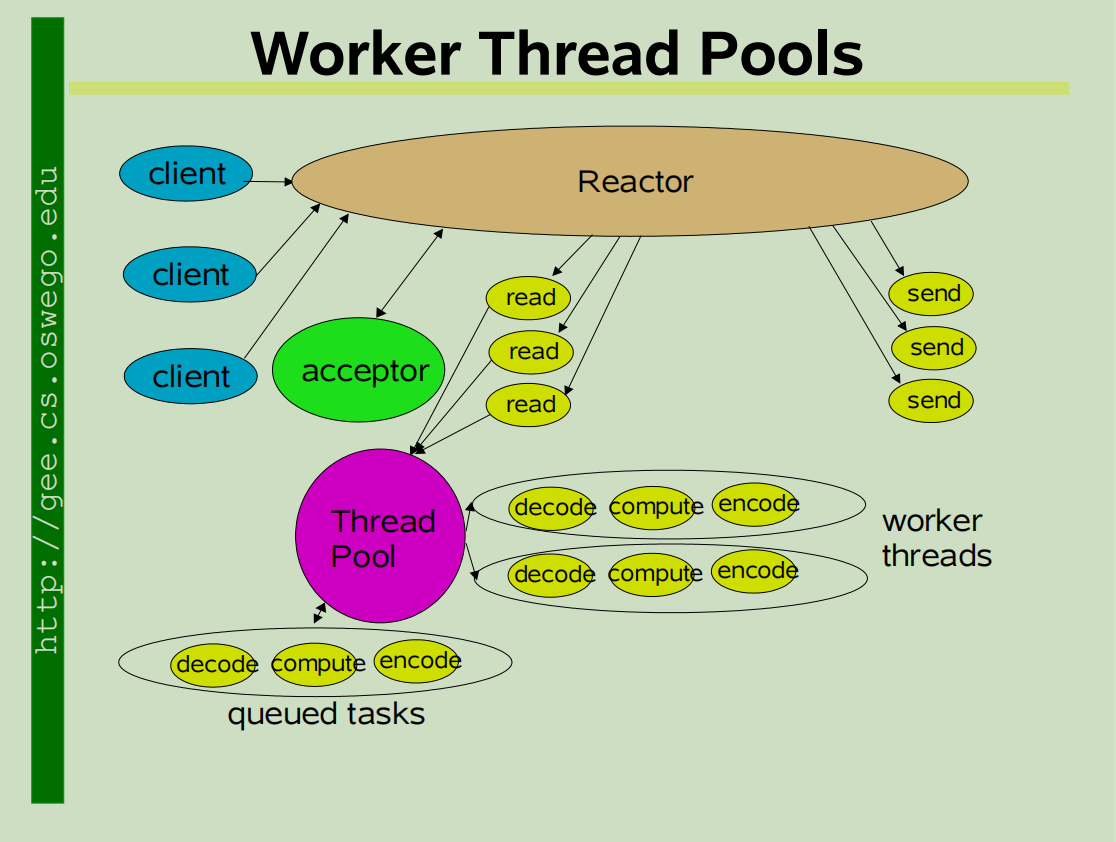 Worker Thread Pools
http://gee.cs.oswego.edu
client
Reactor
client
client
acceptor
read
read
read
send
send
send
Thread
Pool
decode compute encode
decode compute encode
worker
threads
decode compute encode
queued tasks